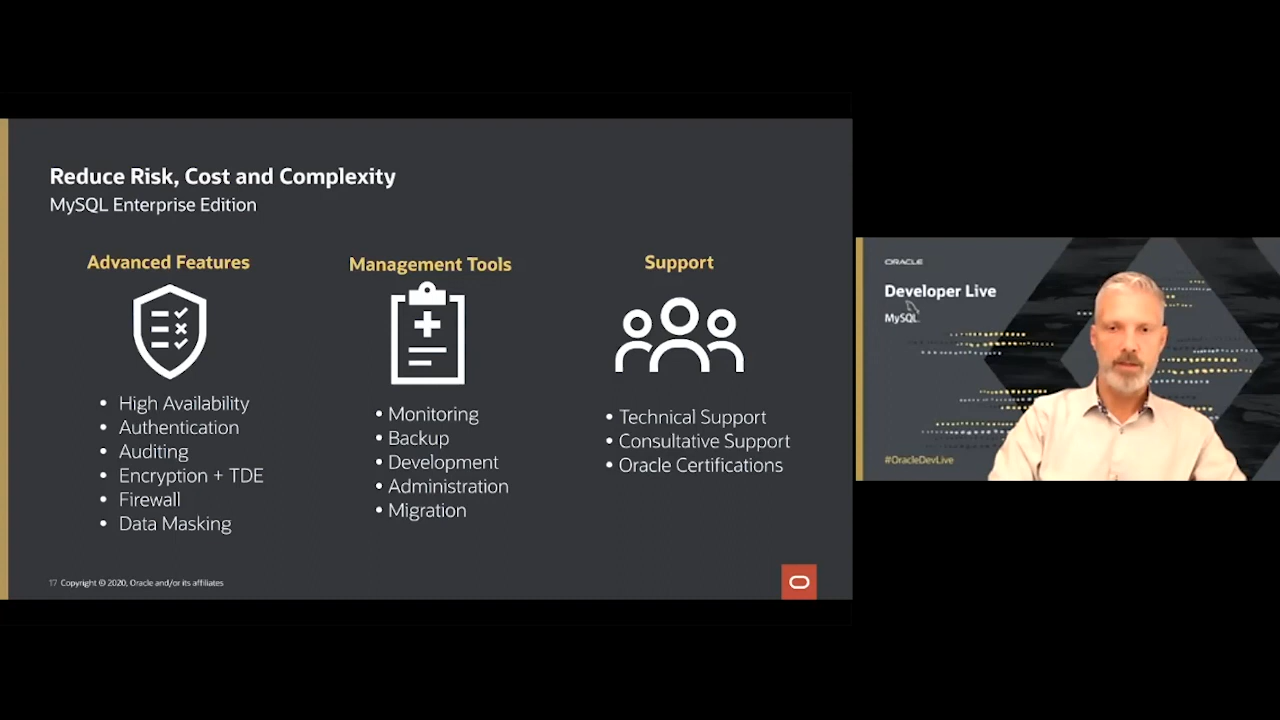 Reduce Risk, Cost and Complexity
MySQL Enterprise Edition
Advanced Features
• High Availability
• Authentication
• Auditing
• Encryption + TDE
• Firewall
• Data Masking
Management Tools
• Monitoring
• Backup
• Development
• Administration
• Migration
Support
• Technical Support
• Consultative Support
• Oracle Certifications
17 Copyright © 2020, Oracle and/or its affiliates
ORACLE
Developer Live
MySQL
#OracleDevLive